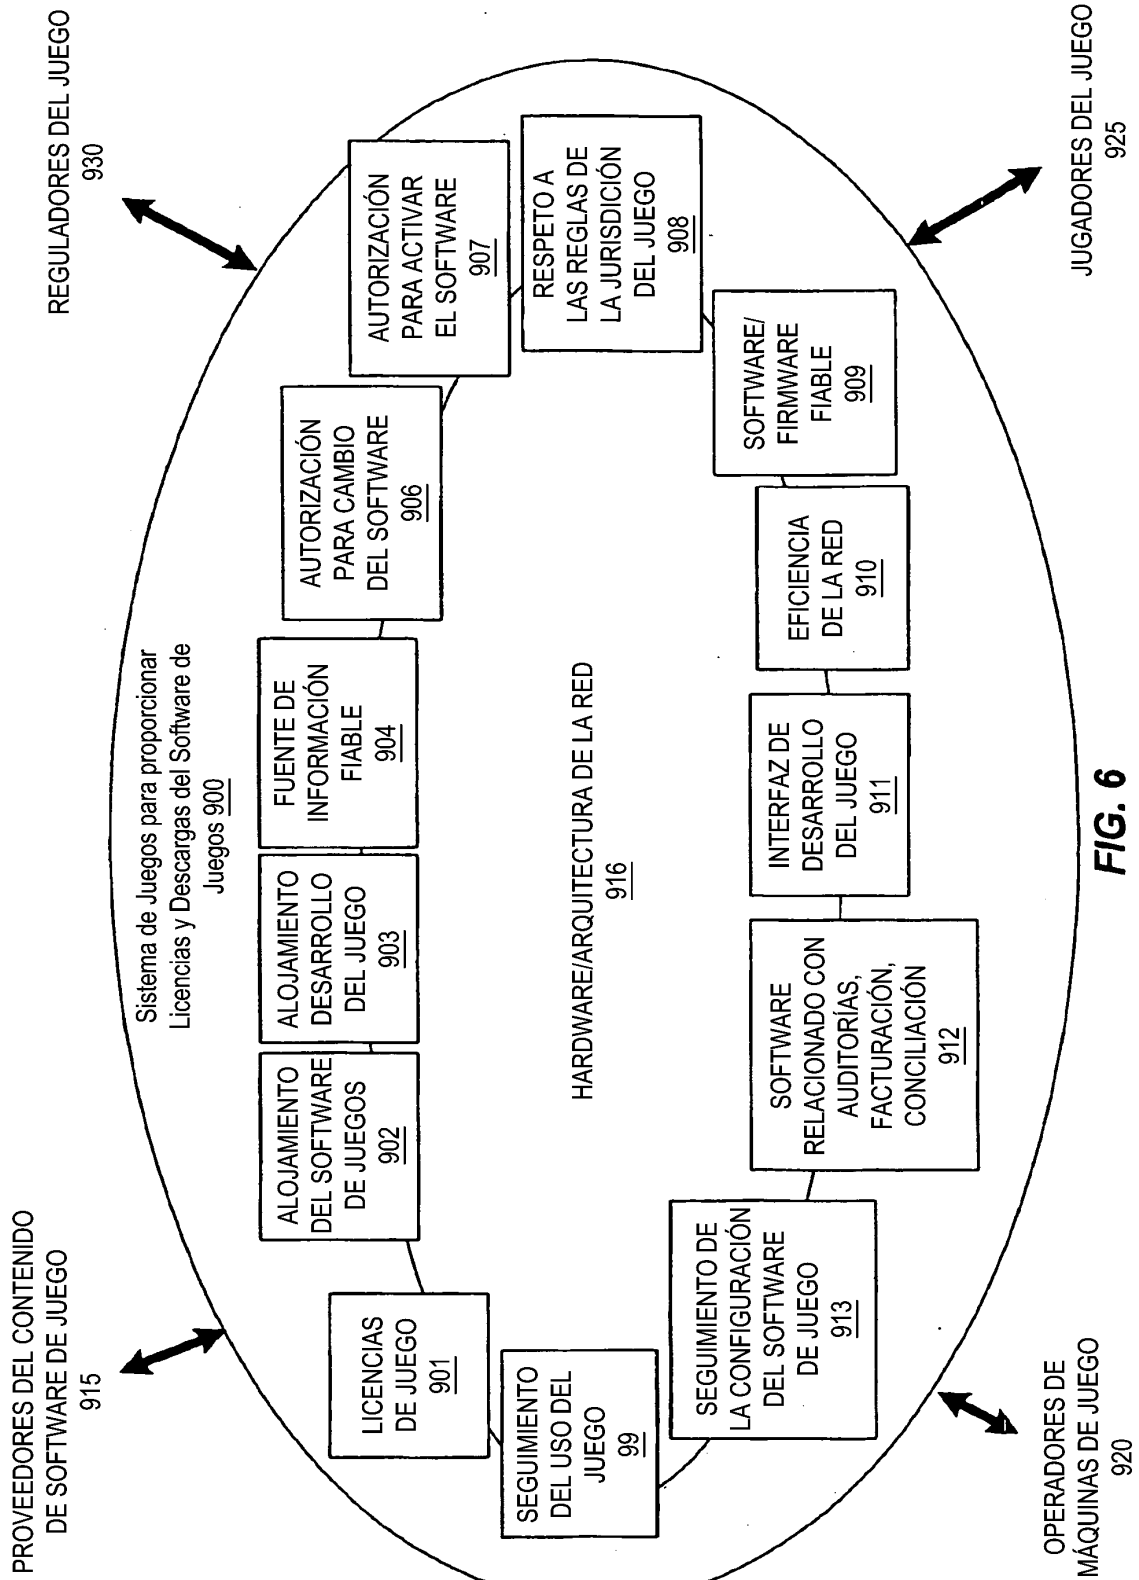 PROVEEDORES DEL CONTENIDO
DE SOFTWARE DE JUEGO
915
REGULADORES DEL JUEGO
930
Sistema de Juegos para proporcionar
Licencias y Descargas del Software de
Juegos 900
LICENCIAS
DE JUEGO
901
ALOJAMIENTO
DEL SOFTWARE
DE JUEGOS
902
ALOJAMIENTO
DESARROLLO
DEL JUEGO
903
FUENTE DE
INFORMACIÓN
FIABLE
904
AUTORIZACIÓN
PARA CAMBIO
DEL SOFTWARE
906
AUTORIZACIÓN
PARA ACTIVAR
EL SOFTWARE
907
RESPETO A
LAS REGLAS DE
LA JURISDICIÓN
DEL JUEGO
908
SOFTWARE/
FIRMWARE
FIABLE
909
EFICIENCIA
DE LA RED
910
INTERFAZ DE
DESARROLLO
DEL JUEGO
911
SOFTWARE
RELACIONADO CON
AUDITORÍAS,
FACTURACIÓN,
CONCILIACIÓN
912
SEGUIMIENTO DE
LA CONFIGURACIÓN
DEL SOFTWARE
DE JUEGO
913
SEGUIMIENTO
DEL USO DEL
JUEGO
99
HARDWARE/ARQUITECTURA DE LA RED
916
OPERADORES DE
MÁQUINAS DE JUEGO
920
JUGADORES DEL JUEGO
925
FIG. 6